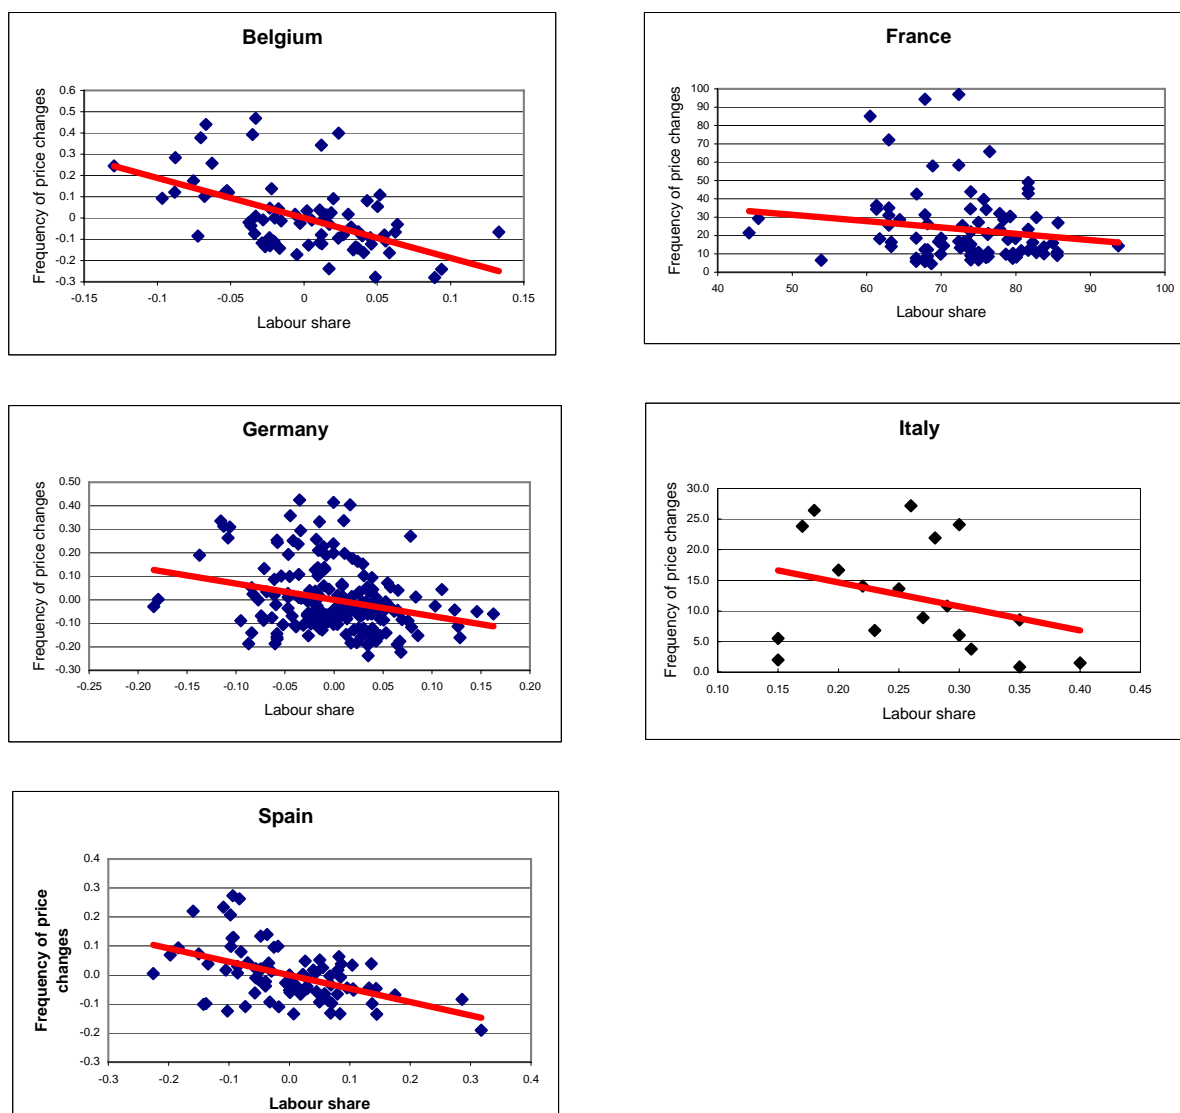 Belgium
Frequency of price changes
0.6
0.5
0.4
0.3
0.2
0.1
0
-0.1
-0.2
-0.3
-0.15 -0.1 -0.05 0 0.05 0.1 0.15
Labour share
France
Frequency of price changes
100
90
80
70
60
50
40
30
20
10
0
40 50 60 70 80 90 100
Labour share
Germany
Frequency of price changes
0.50
0.40
0.30
0.20
0.10
0.00
-0.10
-0.20
-0.30
-0.25 -0.20 -0.15 -0.10 -0.05 0.00 0.05 0.10 0.15 0.20
Labour share
Italy
Frequency of price changes
30.0
25.0
20.0
15.0
10.0
5.0
0.0
0.10 0.15 0.20 0.25 0.30 0.35 0.40 0.45
Labour share
Spain
Frequency of price
changes
0.4
0.3
0.2
0.1
0.0
-0.1
-0.2
-0.3
-0.3 -0.2 -0.1 0.0 0.1 0.2 0.3 0.4
Labour share